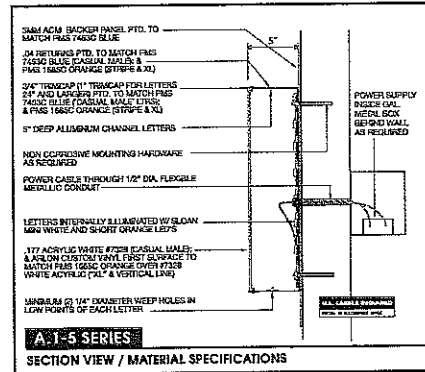 3MM ACM BACKER PANEL PTD. TO
MATCH PMS 7463C BLUE
.04 RETURNS PTD. TO MATCH PMS
7463C BLUE (CASUAL MALE); &
PMS 1665C ORANGE (STRIPE & XL)
3/4" TRIMCAP (1" TRIMCAP FOR LETTERS
24" AND LARGER) PTD. TO MATCH PMS
7463C BLUE (CASUAL MALE LTRS);
& PMS 1665C ORANGE (STRIPE & XL)
5" DEEP ALUMINUM CHANNEL LETTERS
NON CORROSIVE MOUNTING HARDWARE
AS REQUIRED
POWER CABLE THROUGH 1/2" DIA. FLEXIBLE
METALLIC CONDUIT
LETTERS INTERNALLY ILLUMINATED W/ SLOAN
MINI WHITE AND SHORT ORANGE LED'S
.177 ACRYLIC WHITE #7328 (CASUAL MALE);
& ARLON CUSTOM VINYL FIRST SURFACE TO
MATCH PMS 1665C ORANGE OVER #7328
WHITE ACRYLIC ("XL" & VERTICAL LINE)
MINIMUM (2) 1/4" DIAMETER WEEP HOLES IN
LOW POINTS OF EACH LETTER
5"
POWER SUPPLY
INSIDE GAL.
METAL BOX
BEHIND WALL
AS REQUIRED
A.1-5 SERIES
SECTION VIEW / MATERIAL SPECIFICATIONS